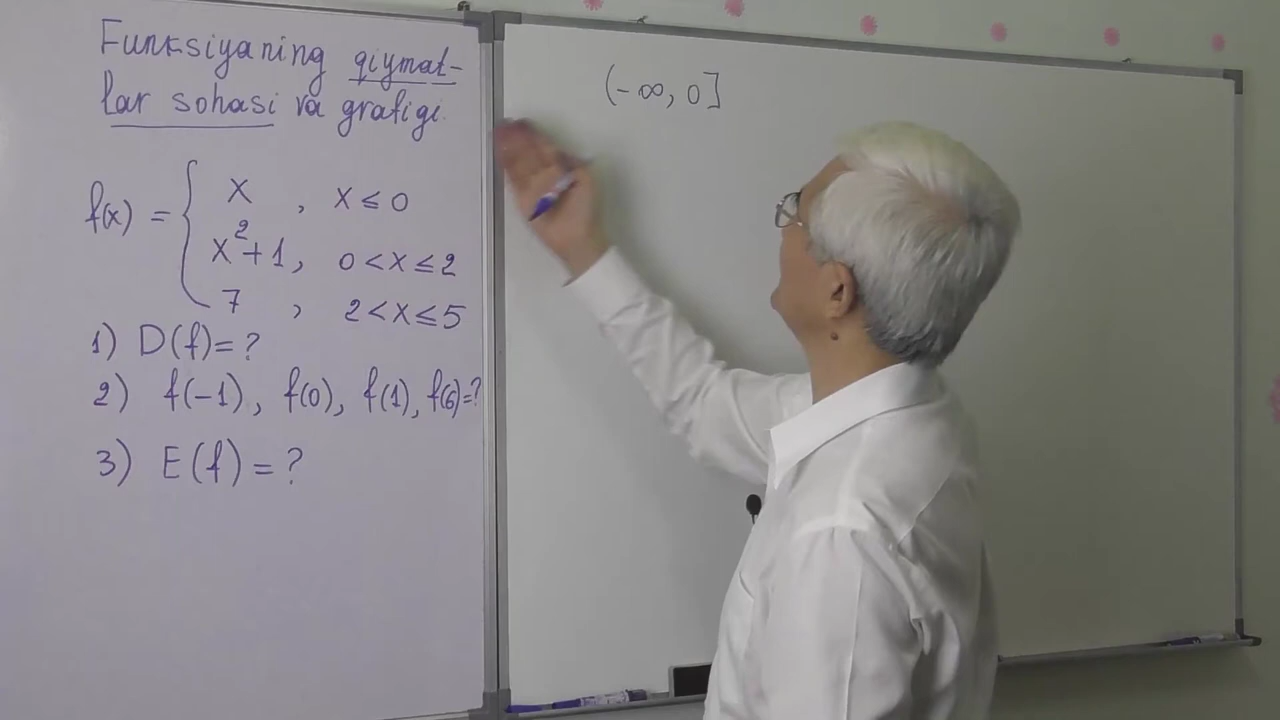 Funksiyaning qiymat-
lar sohasi va grafigi.
f(x) = { x , x ≤ 0
x²+1, 0 < x ≤ 2
7 , 2 < x ≤ 5
1) D(f) = ?
2) f(-1), f(0), f(1), f(6)=?
3) E(f) = ?
(-∞, 0]